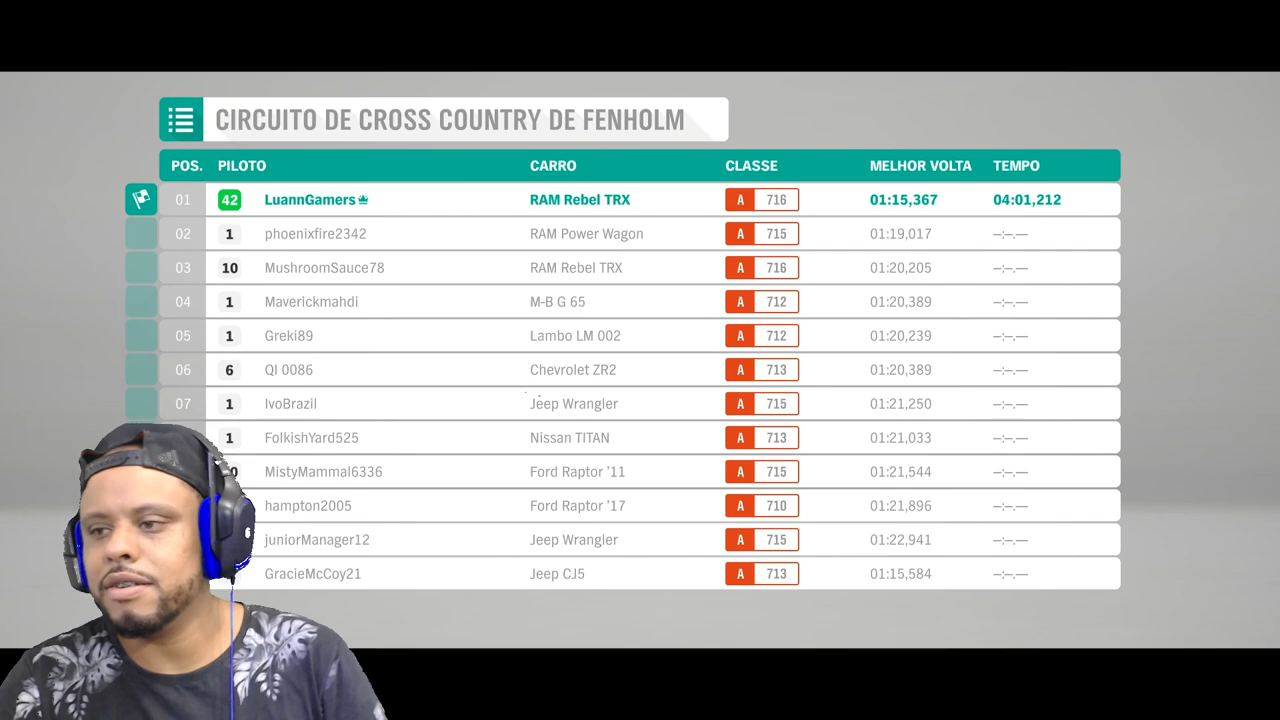 CIRCUITO DE CROSS COUNTRY DE FENHOLM
POS. PILOTO CARRO CLASSE MELHOR VOLTA TEMPO
01 42 LuannGamers RAM Rebel TRX A 716 01:15,367 04:01,212
02 1 phoenixfire2342 RAM Power Wagon A 715 01:19,017 --:--.---
03 10 MushroomSauce78 RAM Rebel TRX A 716 01:20,205 --:--.---
04 1 Maverickmahdi M-B G 65 A 712 01:20,389 --:--.---
05 1 Greki89 Lambo LM 002 A 712 01:20,239 --:--.---
06 6 QI 0086 Chevrolet ZR2 A 713 01:20,389 --:--.---
07 1 IvoBrazil Jeep Wrangler A 715 01:21,250 --:--.---
1 FolkishYard525 Nissan TITAN A 713 01:21,033 --:--.---
MistyMammal6336 Ford Raptor '11 A 715 01:21,544 --:--.---
hampton2005 Ford Raptor '17 A 710 01:21,896 --:--.---
juniorManager12 Jeep Wrangler A 715 01:22,941 --:--.---
GracieMcCoy21 Jeep CJ5 A 713 01:15,584 --:--.---